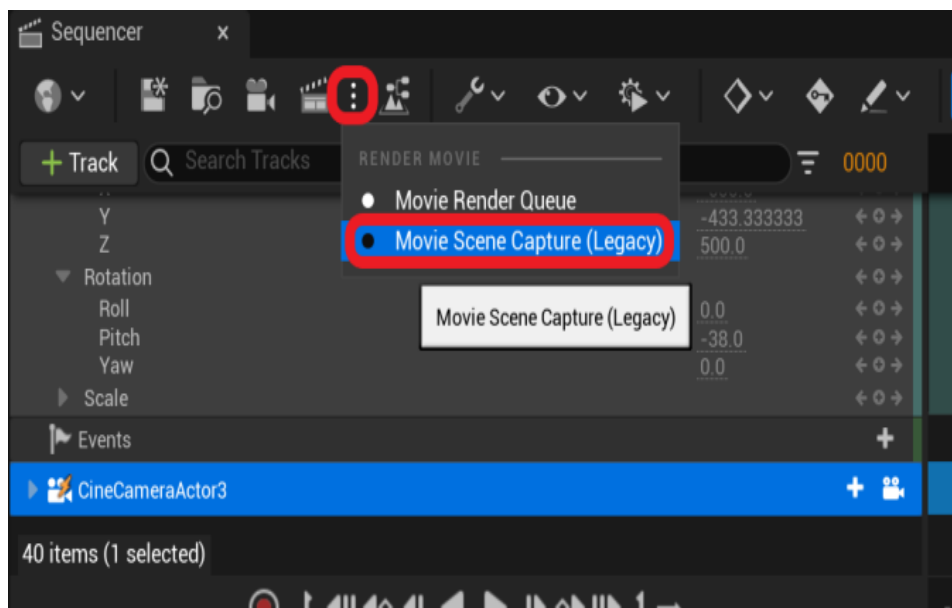 Sequencer x
+ Track
Search Tracks
0000
RENDER MOVIE
Movie Render Queue
Movie Scene Capture (Legacy)
Y -433.333333
Z 500.0
Rotation
Movie Scene Capture (Legacy)
Roll 0.0
Pitch -38.0
Yaw 0.0
Scale
Events
CineCameraActor3
40 items (1 selected)